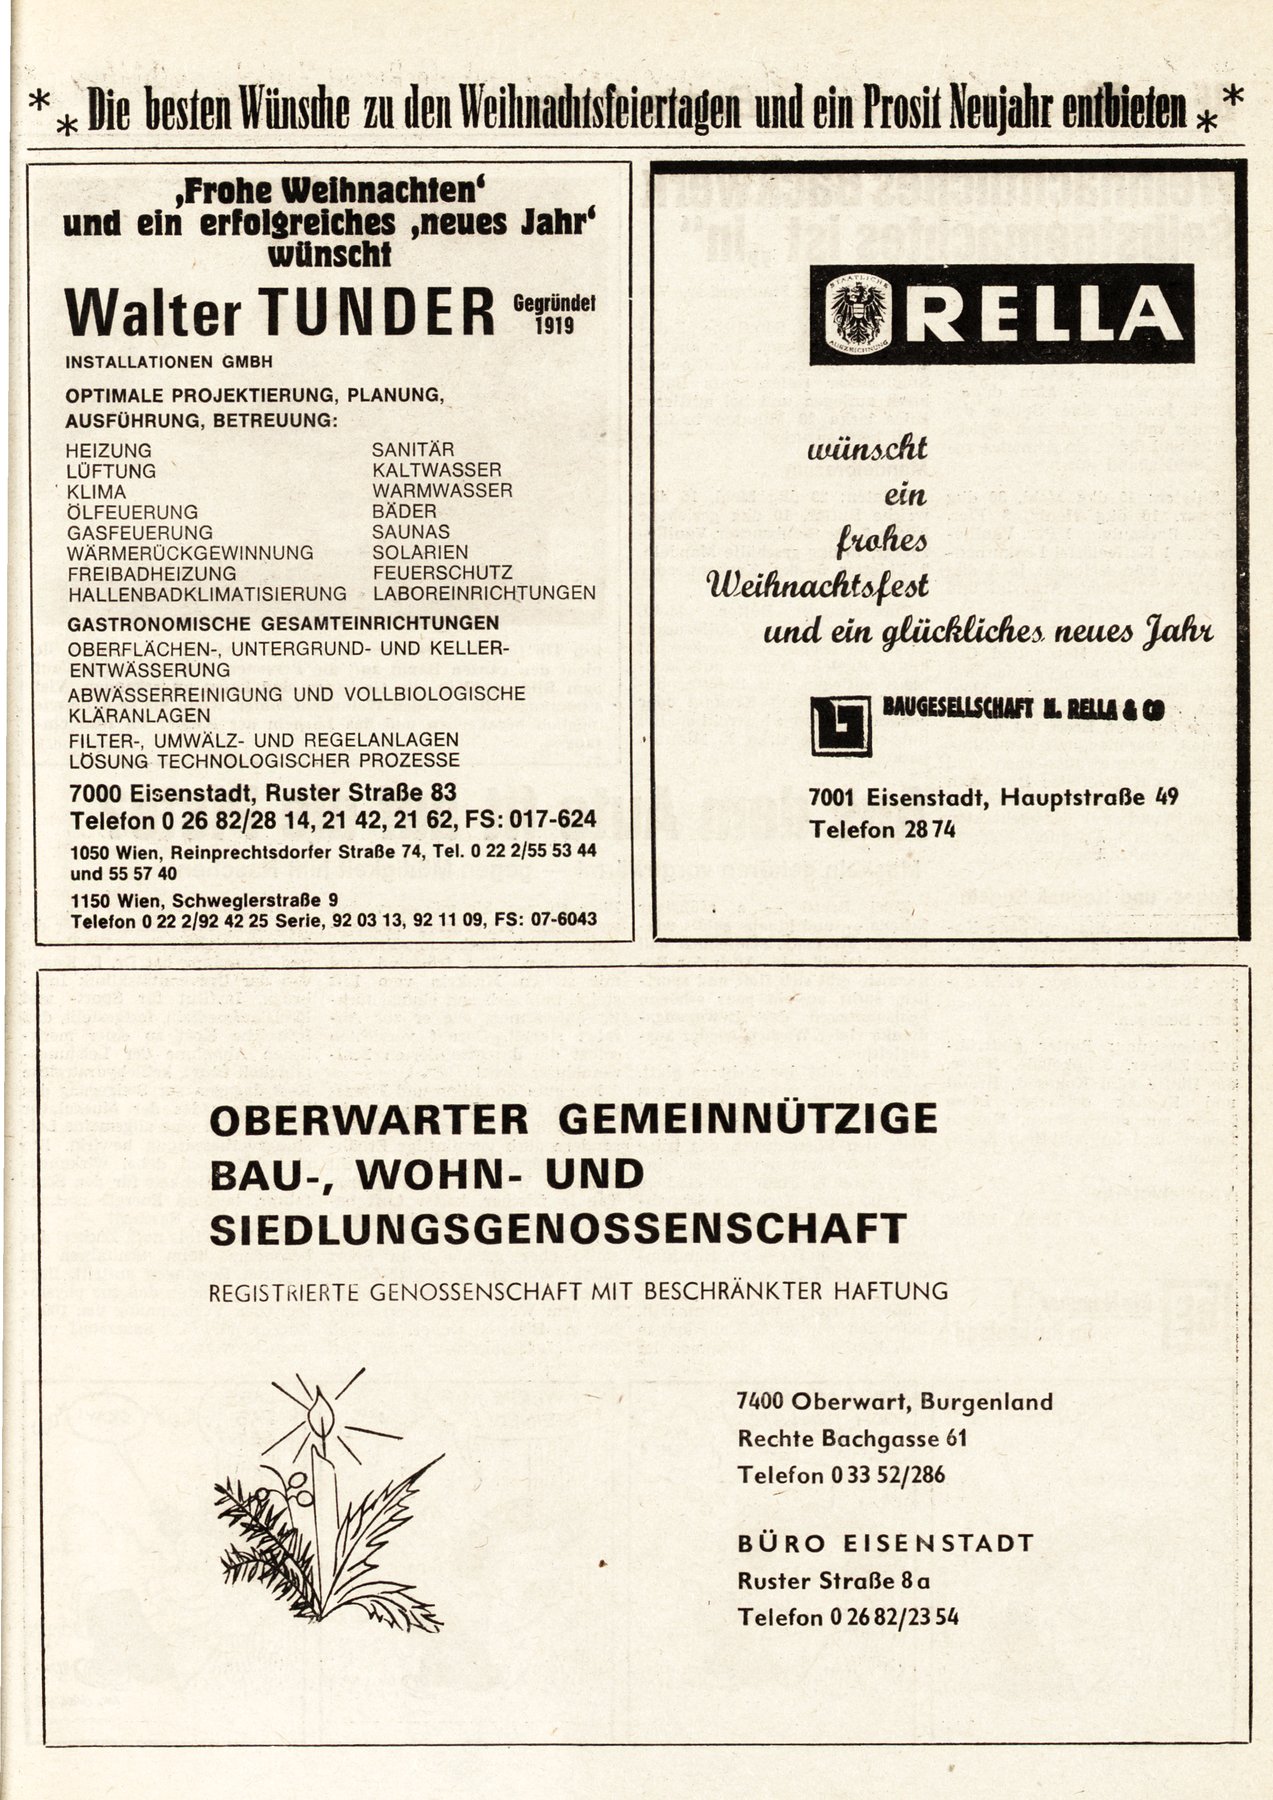 * * Die besten Wünsche zu den Weihnachtsfeiertagen und ein Prosit Neujahr entbieten * *
‚Frohe Weihnachten‘
und ein erfolgreiches ‚neues Jahr‘
wünscht
Walter TUNDER Gegründet 1919
INSTALLATIONEN GMBH
OPTIMALE PROJEKTIERUNG, PLANUNG,
AUSFÜHRUNG, BETREUUNG:
HEIZUNG
LÜFTUNG
KLIMA
ÖLFEUERUNG
GASFEUERUNG
WÄRMERÜCKGEWINNUNG
FREIBADHEIZUNG
HALLENBADKLIMATISIERUNG
SANITÄR
KALTWASSER
WARMWASSER
BÄDER
SAUNAS
SOLARIEN
FEUERSCHUTZ
LABOREINRICHTUNGEN
GASTRONOMISCHE GESAMTEINRICHTUNGEN
OBERFLÄCHEN-, UNTERGRUND- UND KELLER-
ENTWÄSSERUNG
ABWÄSSERREINIGUNG UND VOLLBIOLOGISCHE
KLÄRANLAGEN
FILTER-, UMWÄLZ- UND REGELANLAGEN
LÖSUNG TECHNOLOGISCHER PROZESSE
7000 Eisenstadt, Ruster Straße 83
Telefon 0 26 82/28 14, 21 42, 21 62, FS: 017-624
1050 Wien, Reinprechtsdorfer Straße 74, Tel. 0 22 2/55 53 44
und 55 57 40
1150 Wien, Schweglerstraße 9
Telefon 0 22 2/92 42 25 Serie, 92 03 13, 92 11 09, FS: 07-6043
STAATLICHE
AUSZEICHNUNG
RELLA
wünscht
ein
frohes
Weihnachtsfest
und ein glückliches neues Jahr
BAUGESELLSCHAFT H. RELLA & CO
7001 Eisenstadt, Hauptstraße 49
Telefon 28 74
OBERWARTER GEMEINNÜTZIGE
BAU-, WOHN- UND
SIEDLUNGSGENOSSENSCHAFT
REGISTRIERTE GENOSSENSCHAFT MIT BESCHRÄNKTER HAFTUNG
7400 Oberwart, Burgenland
Rechte Bachgasse 61
Telefon 0 33 52/286
BÜRO EISENSTADT
Ruster Straße 8 a
Telefon 0 26 82/23 54